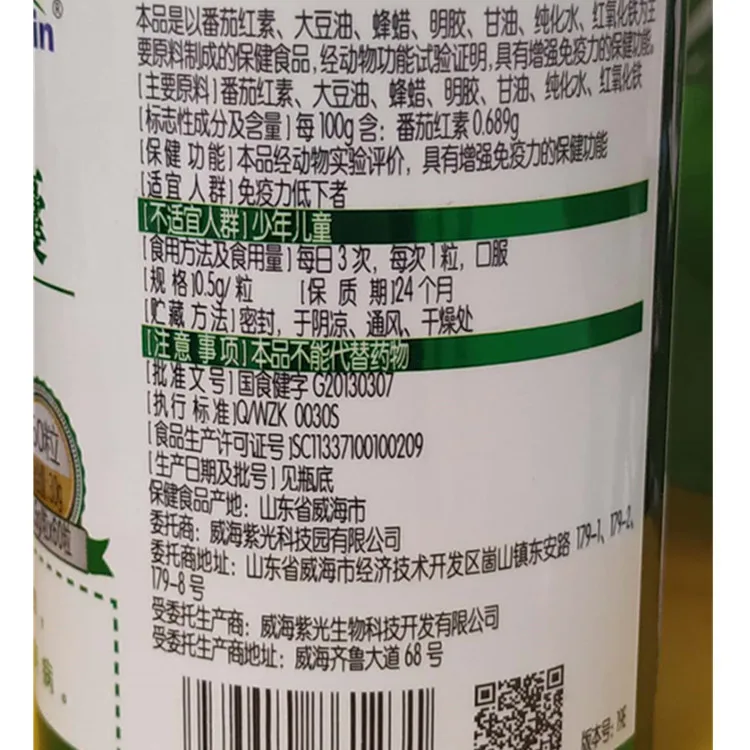 in®
本品是以番茄红素、大豆油、蜂蜡、明胶、甘油、纯化水、红氧化铁为主
要原料制成的保健食品,经动物功能试验证明,具有增强免疫力的保健功能。
[主要原料]番茄红素、大豆油、蜂蜡、明胶、甘油、纯化水、红氧化铁
[标志性成分及含量]每100g含:番茄红素0.689g
[保健功能]本品经动物实验评价,具有增强免疫力的保健功能
[适宜人群]免疫力低下者
[不适宜人群]少年儿童
[食用方法及食用量]每日3次,每次1粒,口服
[规格]0.5g/粒 [保质期]24个月
[贮藏方法]密封,于阴凉、通风、干燥处
[注意事项]本品不能代替药物
[批准文号]国食健字G20130307
[执行标准]Q/WZK 0030S
[食品生产许可证号]SC11337100100209
[生产日期及批号]见瓶底
保健食品产地:山东省威海市
委托商:威海紫光科技园有限公司
委托商地址:山东省威海市经济技术开发区崮山镇东安路179-1、179-2、
179-8号
受委托生产商:威海紫光生物科技开发有限公司
受委托生产商地址:威海齐鲁大道68号
囊
60粒
30g
x60粒
病。
版本号: